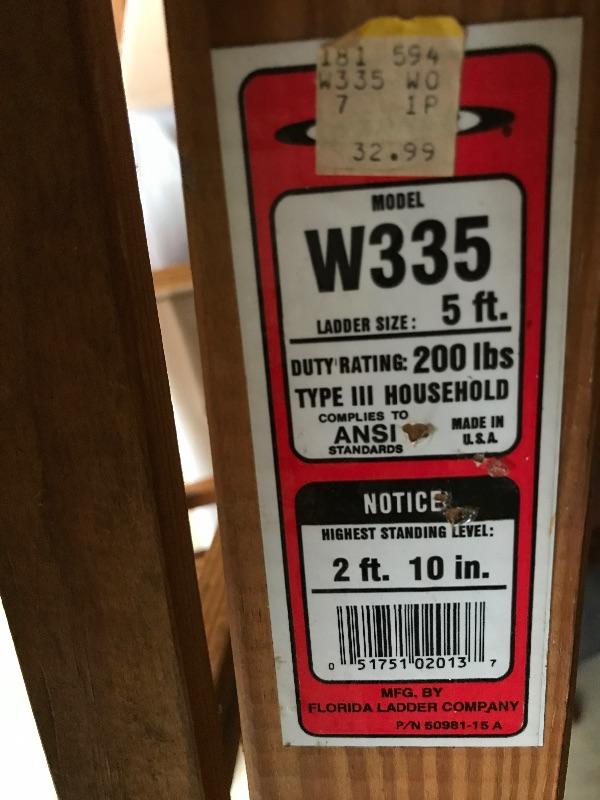 181 594
W335 WO
7 1P
32.99
MODEL
W335
LADDER SIZE: 5 ft.
DUTY RATING: 200 lbs
TYPE III HOUSEHOLD
COMPLIES TO
ANSI
STANDARDS
MADE IN
U.S.A.
NOTICE
HIGHEST STANDING LEVEL:
2 ft. 10 in.
0 51751 02013 7
MFG. BY
FLORIDA LADDER COMPANY
P/N 50981-15 A